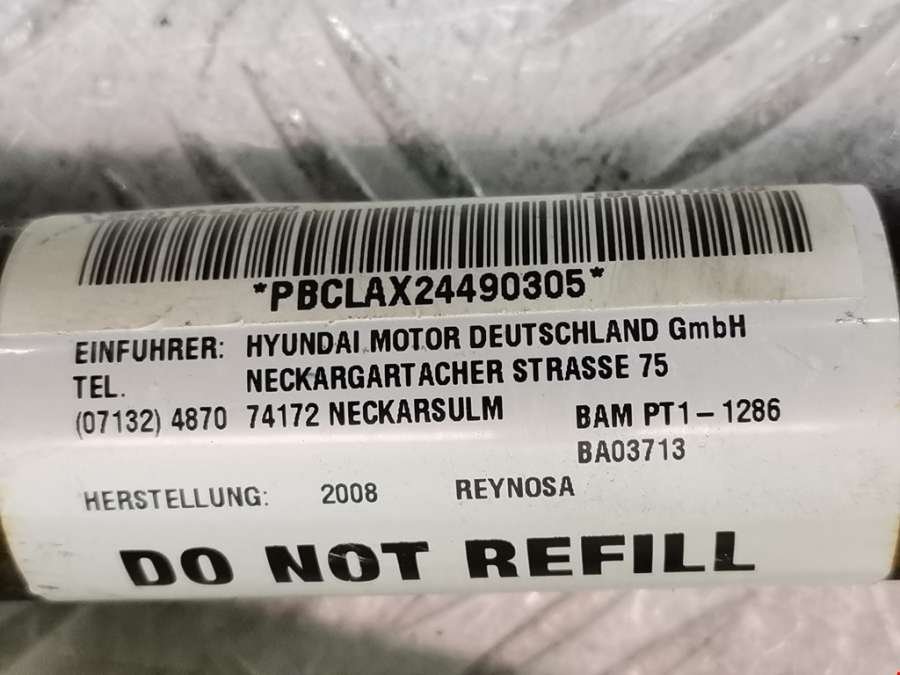 *PBCLAX24490305*
EINFUHRER: HYUNDAI MOTOR DEUTSCHLAND GmbH
TEL. NECKARGARTACHER STRASSE 75
(07132) 4870 74172 NECKARSULM BAM PT1-1286
BA03713
HERSTELLUNG: 2008 REYNOSA
DO NOT REFILL